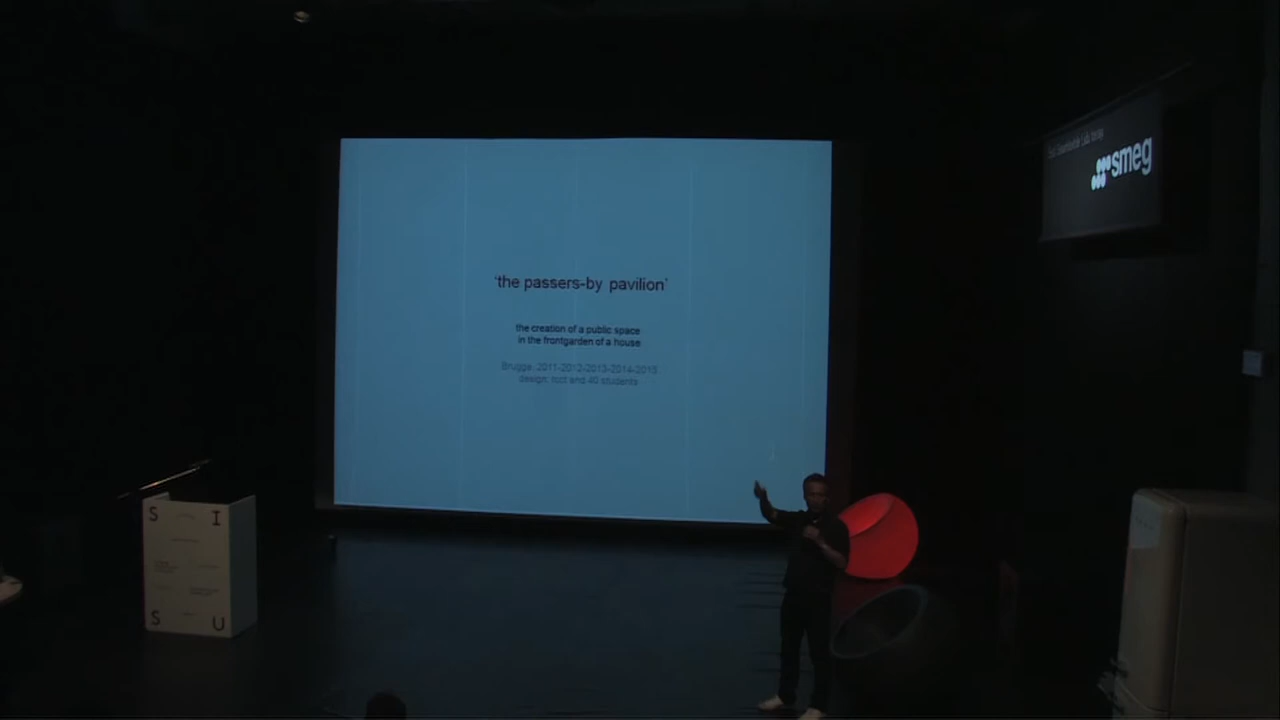 'the passers-by pavilion'
the creation of a public space
in the frontgarden of a house
Brugge, 2011-2012-2013-2014-2015
design: and 40 students
smeg
S I
S U